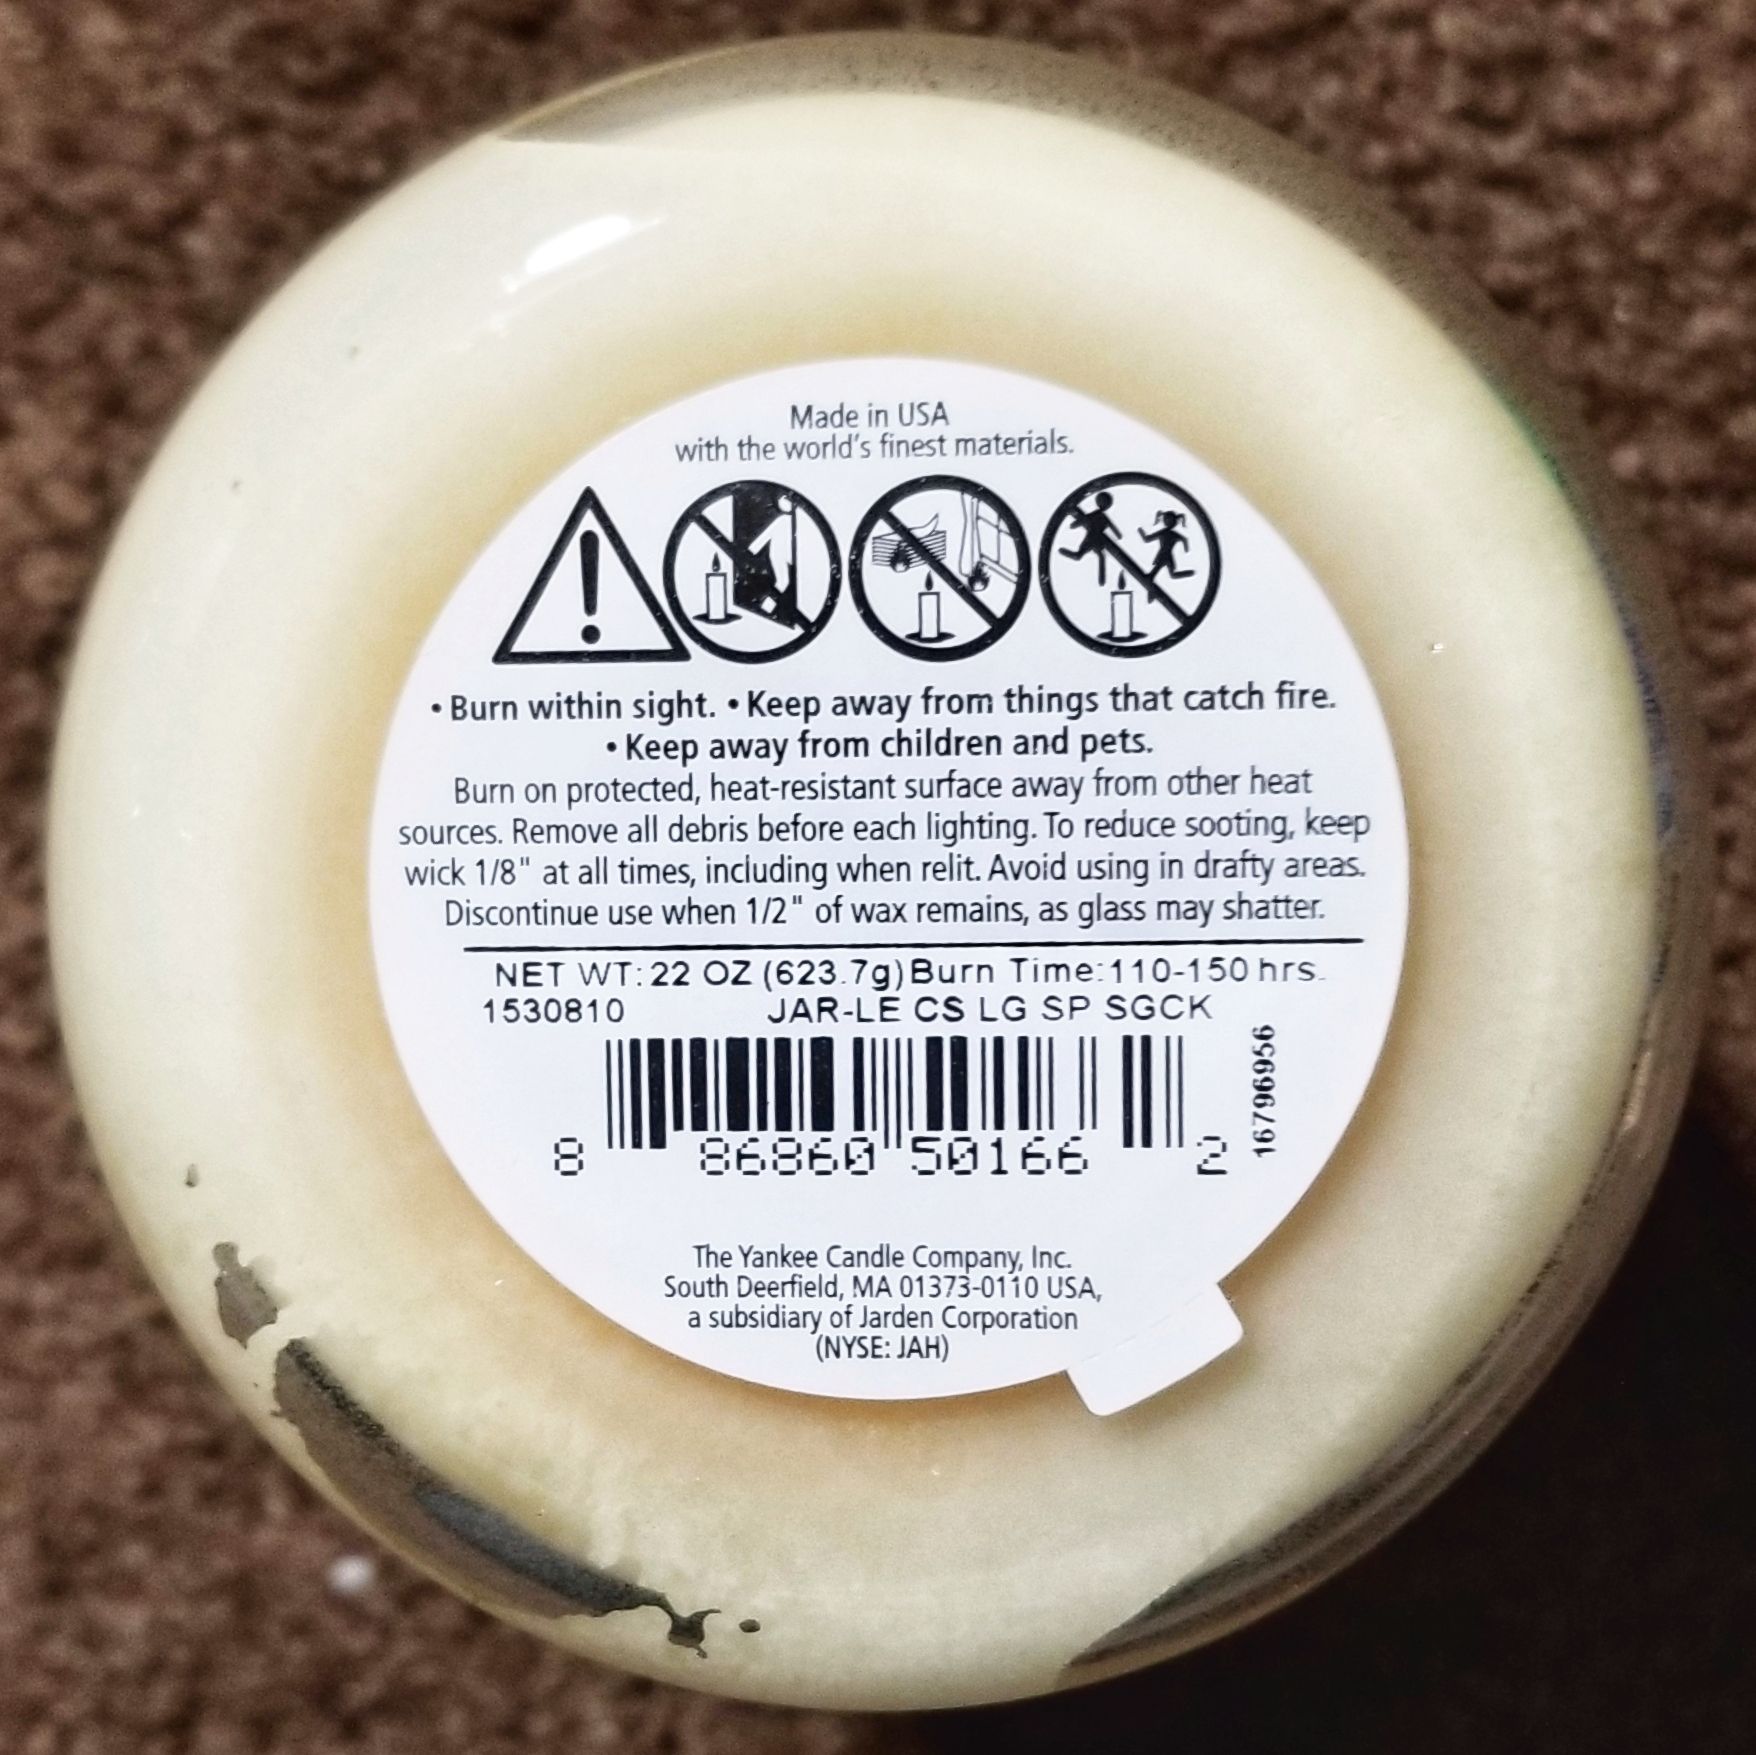 Made in USA
with the world's finest materials.
• Burn within sight. • Keep away from things that catch fire.
• Keep away from children and pets.
Burn on protected, heat-resistant surface away from other heat
sources. Remove all debris before each lighting. To reduce sooting, keep
wick 1/8" at all times, including when relit. Avoid using in drafty areas.
Discontinue use when 1/2" of wax remains, as glass may shatter.
NET WT: 22 OZ (623.7g) Burn Time: 110-150 hrs.
1530810 JAR-LE CS LG SP SGCK
16796956
8 86860 50166 2
The Yankee Candle Company, Inc.
South Deerfield, MA 01373-0110 USA,
a subsidiary of Jarden Corporation
(NYSE: JAH)